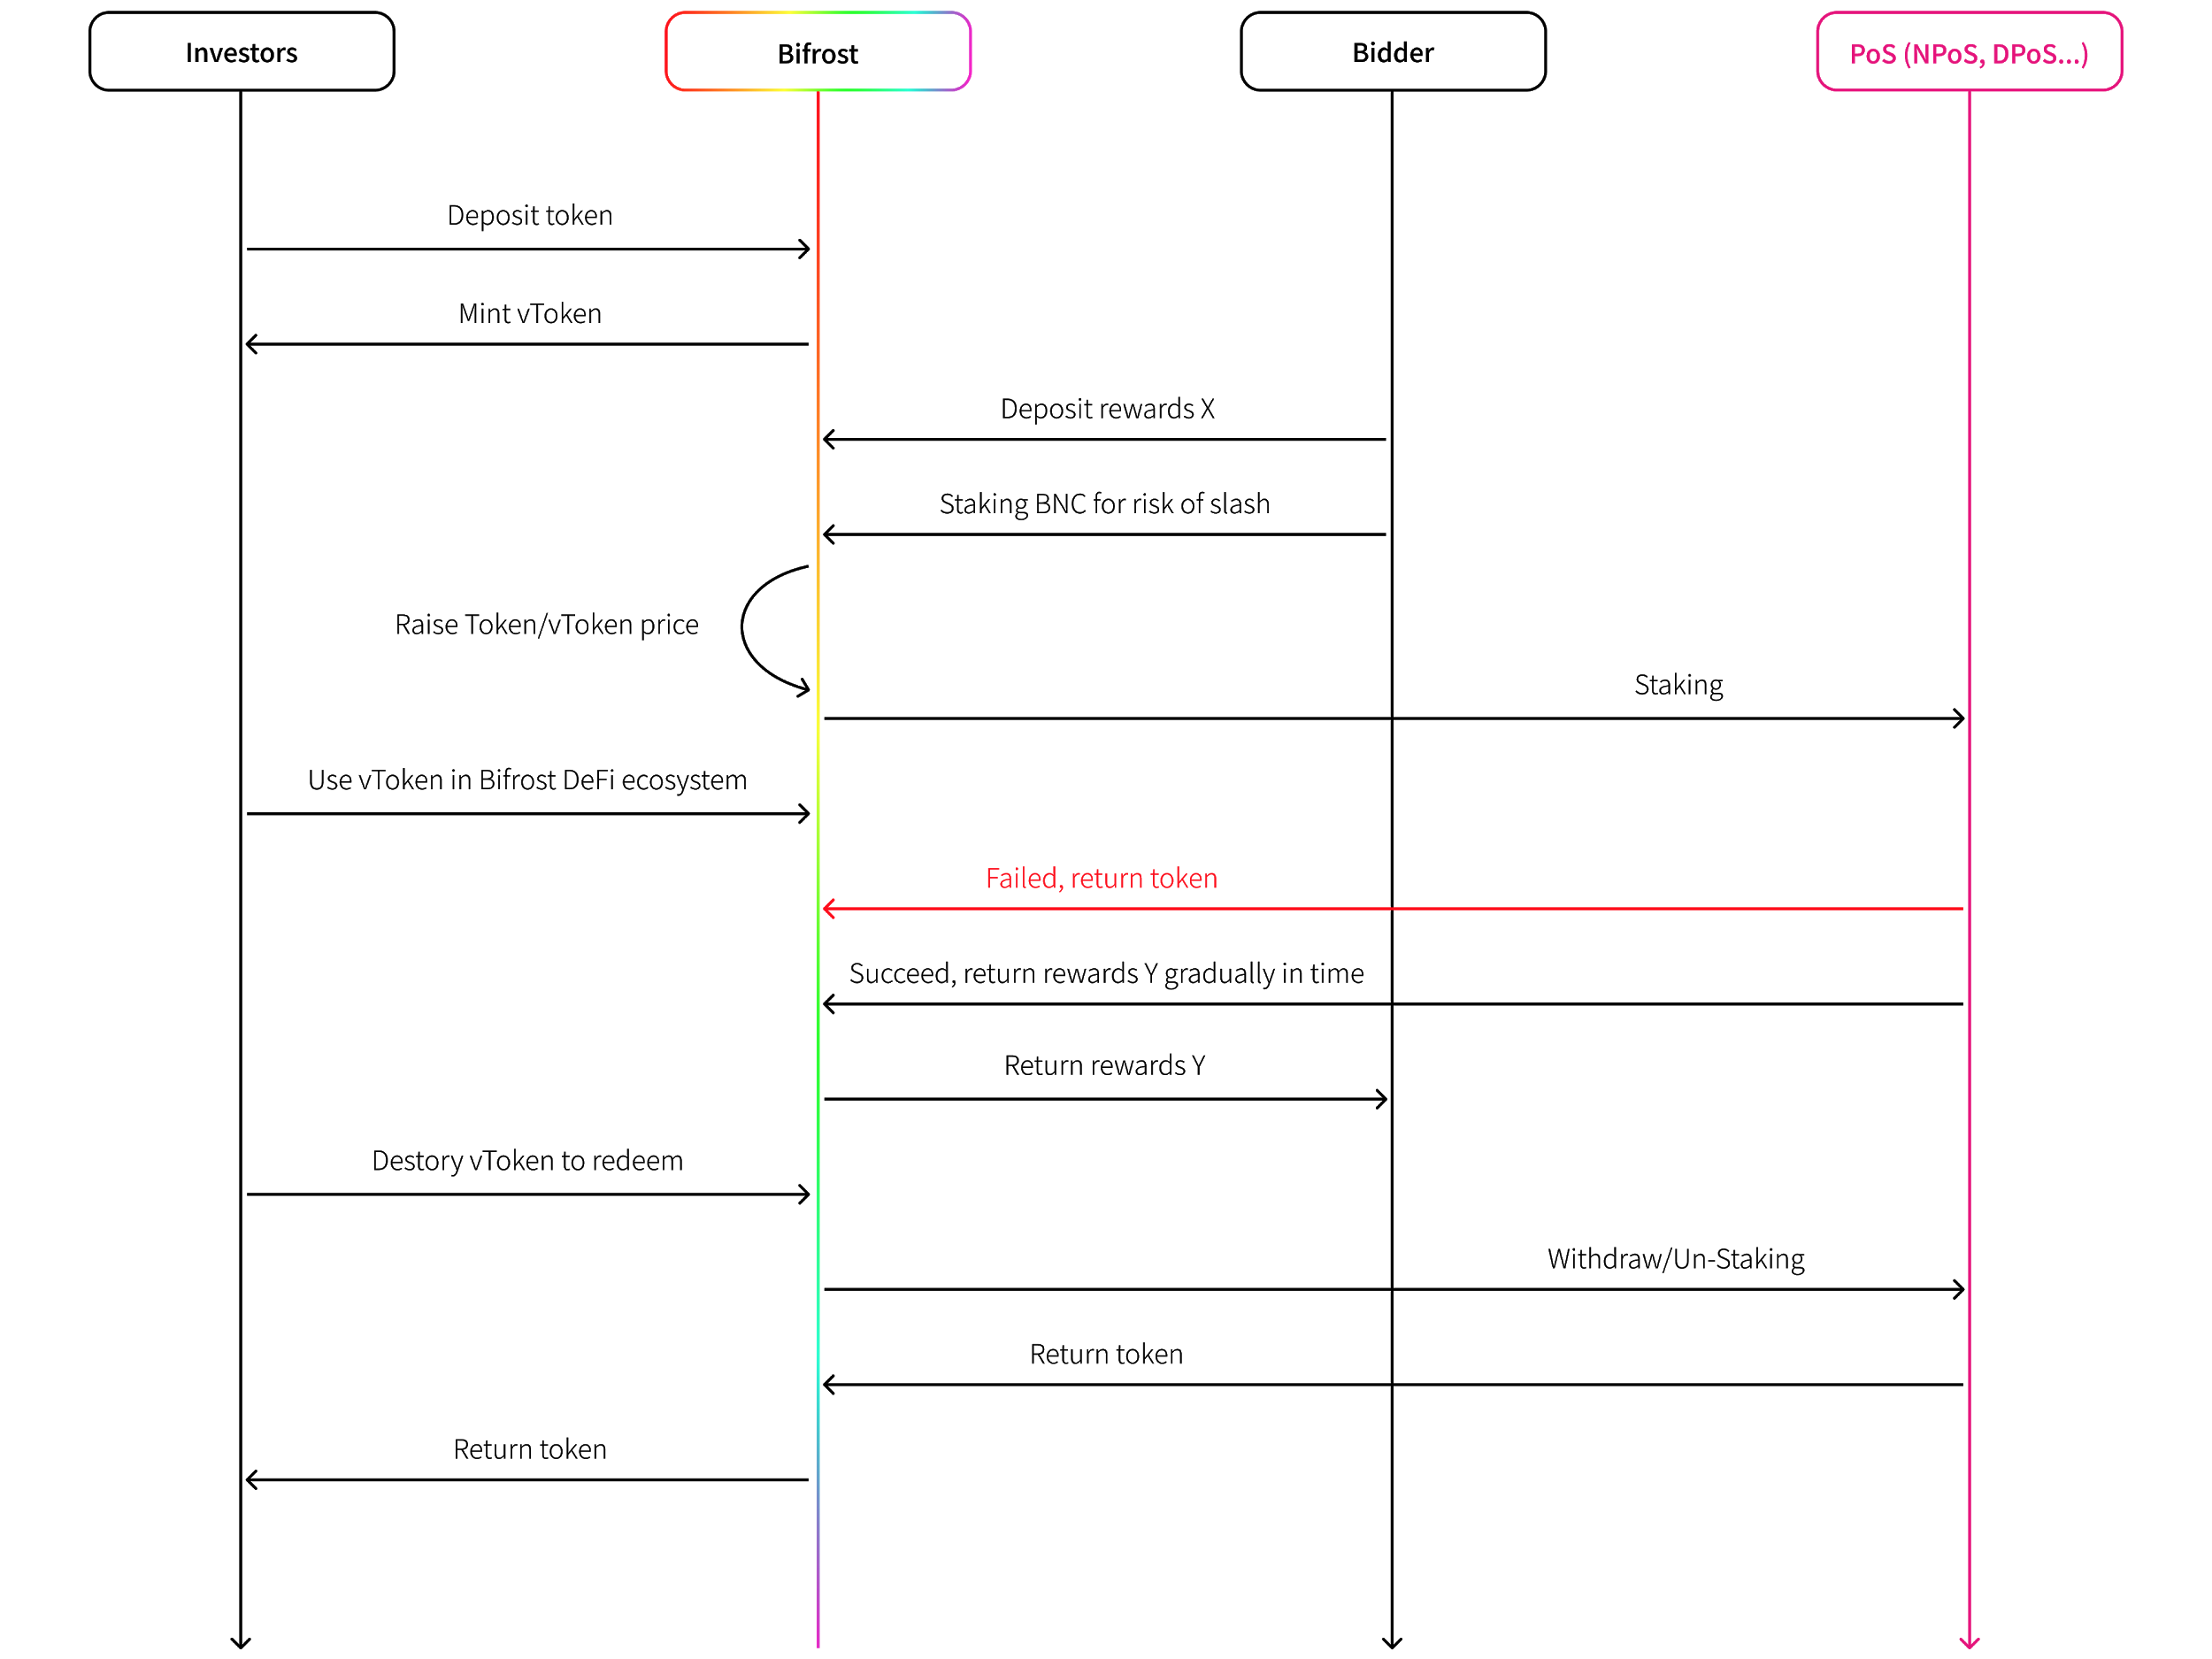 Investors
Bifrost
Bidder
PoS (NPoS, DPoS...)
Deposit token
Mint vToken
Deposit rewards X
Staking BNC for risk of slash
Raise Token/vToken price
Staking
Use vToken in Bifrost DeFi ecosystem
Failed, return token
Succeed, return rewards Y gradually in time
Return rewards Y
Destory vToken to redeem
Withdraw/Un-Staking
Return token
Return token